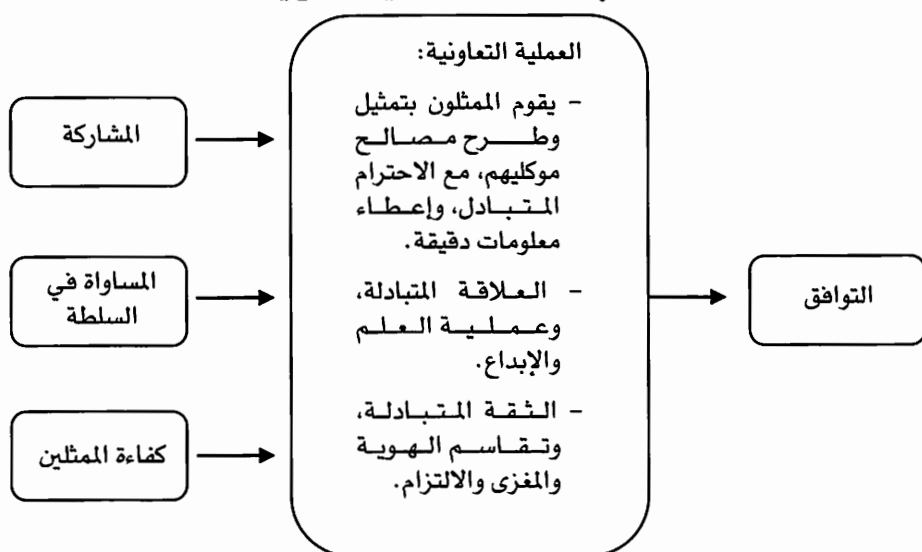 المشاركة
المساواة في
السلطة
كفاءة الممثلين
العملية التعاونية:
– يقوم الممثلون بتمثيل
وطرح مصالح
موكليهم، مع الاحترام
المتبادل، وإعطاء
معلومات دقيقة.
– العلاقة المتبادلة،
وعملية العلم
والإبداع.
– الثقة المتبادلة،
وتقاسم الهوية
والمغزى والالتزام.
التوافق